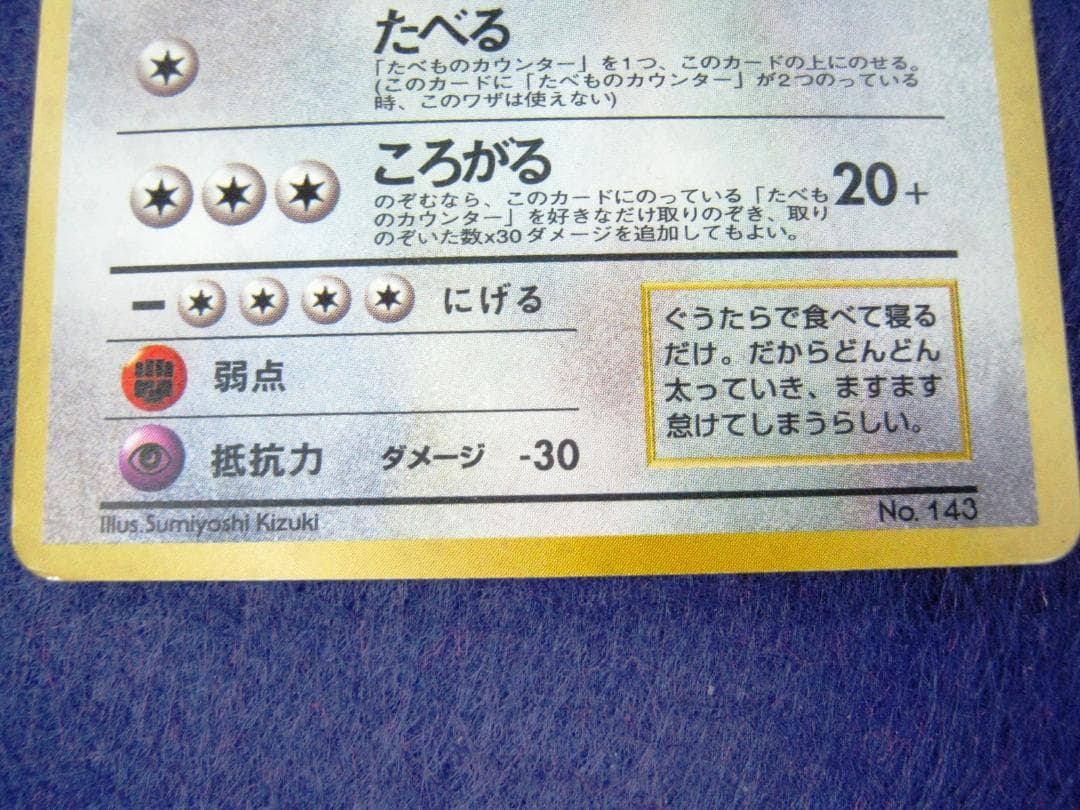 たべる
「たべものカウンター」を1つ、このカードの上にのせる。
(このカードに「たべものカウンター」が2つのっている
時、このワザは使えない)
ころがる
のぞむなら、このカードにのっている「たべも
のカウンター」を好きなだけ取りのぞき、取り
のぞいた数x30ダメージを追加してもよい。
20+
ー にげる
弱点
抵抗力 ダメージ -30
ぐうたらで食べて寝る
だけ。だからどんどん
太っていき、ますます
怠けてしまうらしい。
Illus.Sumiyoshi Kizuki
No. 143